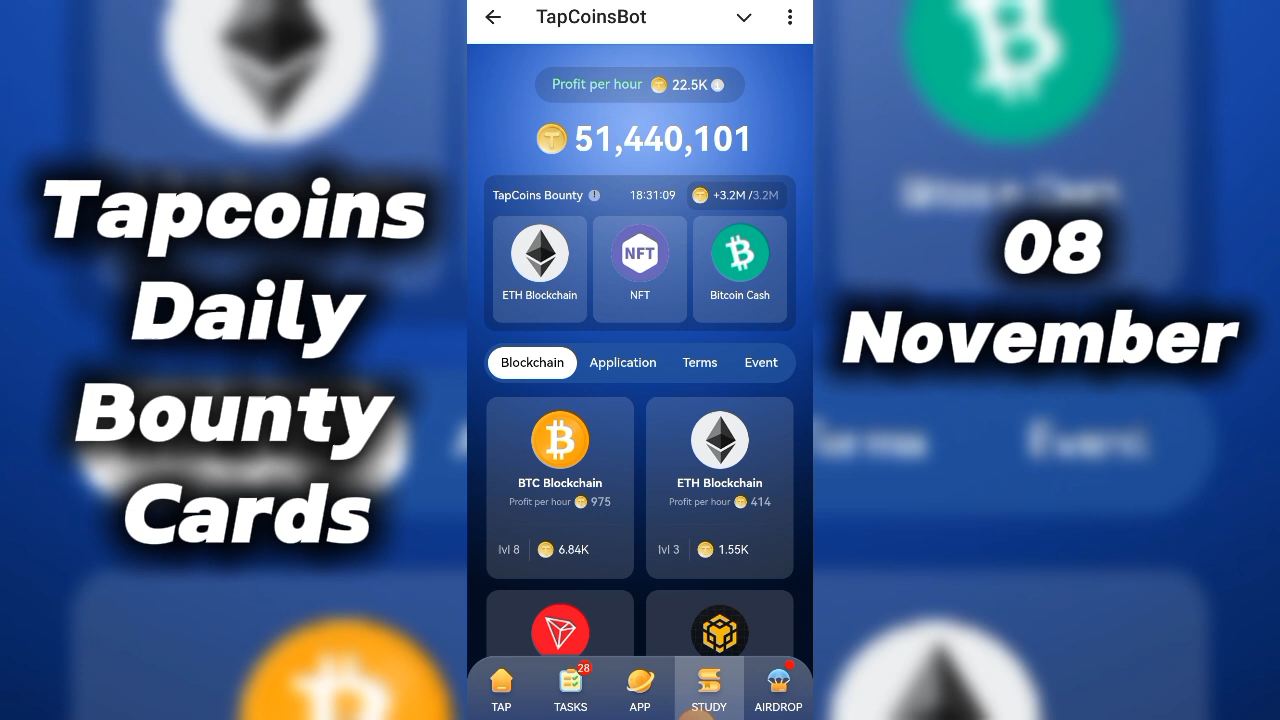 TapCoinsBot
Profit per hour 22.5K
51,440,101
TapCoins Bounty 18:31:09 +3.2M /3.2M
NFT
ETH Blockchain NFT Bitcoin Cash
Blockchain Application Terms Event
BTC Blockchain ETH Blockchain
Profit per hour 975 Profit per hour 414
lvl 8 6.84K lvl 3 1.55K
28
TAP TASKS APP STUDY AIRDROP
Tapcoins
Daily
Bounty
Cards
08
November